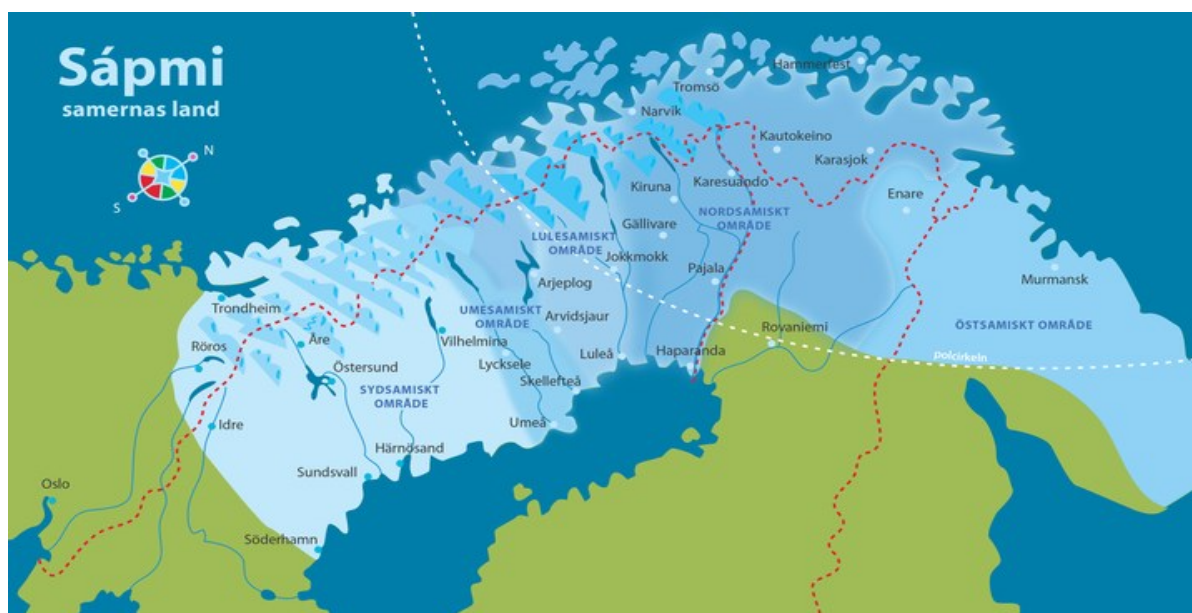 Sápmi
samernas land
N
S
Hammerfest
Tromsö
Narvik
Kautokeino
Karasjok
Karesuando
Kiruna
Enare
NORDSAMISKT
OMRÅDE
Gällivare
LULESAMISKT
OMRÅDE
Jokkmokk
Pajala
Murmansk
Arjeplog
Trondheim
UMESAMISKT
OMRÅDE
Arvidsjaur
Rovaniemi
ÖSTSAMISKT OMRÅDE
Röros
Åre
Vilhelmina
Luleå
Haparanda
polcirkeln
Lycksele
Östersund
Skellefteå
SYDSAMISKT
OMRÅDE
Idre
Umeå
Härnösand
Sundsvall
Oslo
Söderhamn